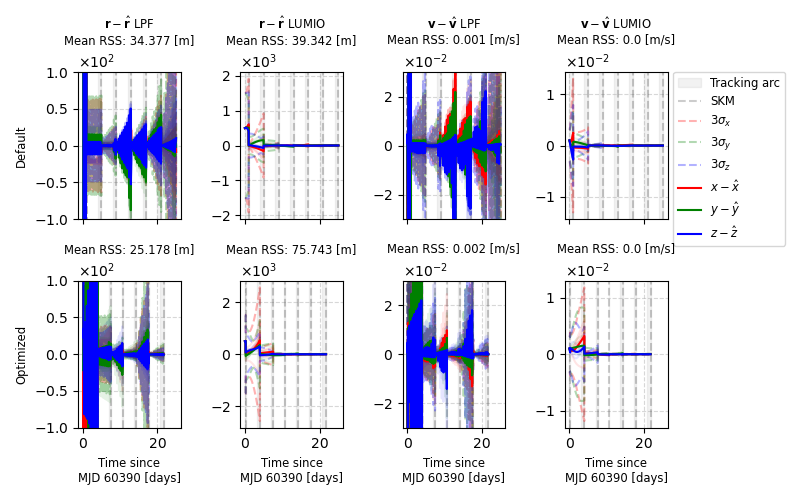 r − r̂ LPF
Mean RSS: 34.377 [m]
r − r̂ LUMIO
Mean RSS: 39.342 [m]
v − v̂ LPF
Mean RSS: 0.001 [m/s]
v − v̂ LUMIO
Mean RSS: 0.0 [m/s]
×10²
×10³
×10⁻²
×10⁻²
Default
1.0
0.5
0.0
−0.5
−1.0
2
1
0
−1
−2
2
0
−2
1
0
−1
Tracking arc
SKM
3σₓ
3σᵧ
3σ_z
x − x̂
y − ŷ
z − ẑ
Mean RSS: 25.178 [m]
Mean RSS: 75.743 [m]
Mean RSS: 0.002 [m/s]
Mean RSS: 0.0 [m/s]
×10²
×10³
×10⁻²
×10⁻²
Optimized
1.0
0.5
0.0
−0.5
−1.0
2
0
−2
2
0
−2
1
0
−1
0 20
0 20
0 20
0 20
Time since
MJD 60390 [days]
Time since
MJD 60390 [days]
Time since
MJD 60390 [days]
Time since
MJD 60390 [days]